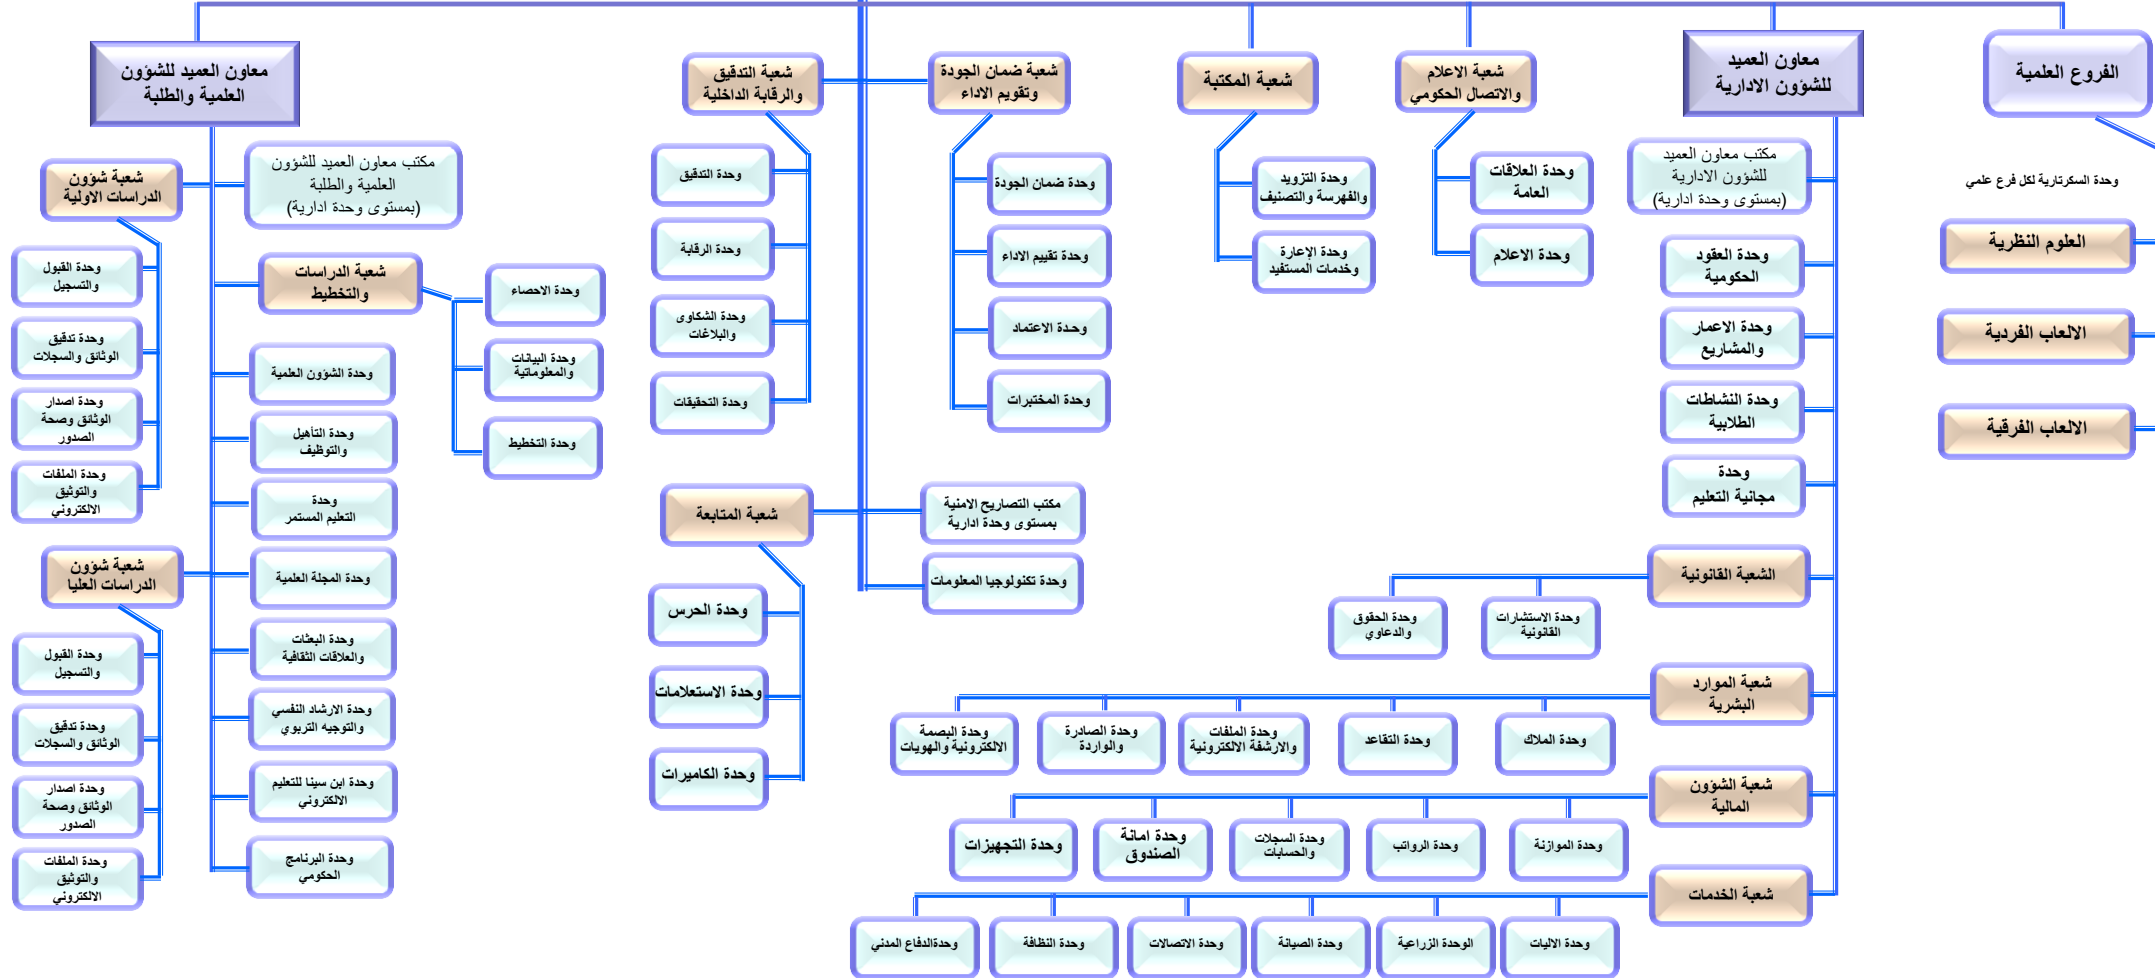 الفروع العلمية
وحدة السكرتارية لكل فرع علمي
العلوم النظرية
الالعاب الفردية
الالعاب الفرقية
معاون العميد
للشؤون الادارية
مكتب معاون العميد
للشؤون الادارية
(بمستوى وحدة ادارية)
وحدة العقود
الحكومية
وحدة الاعمار
والمشاريع
وحدة النشاطات
الطلابية
وحدة
مجانية التعليم
الشعبة القانونية
وحدة الاستشارات
القانونية
وحدة الحقوق
والدعاوي
شعبة الموارد
البشرية
وحدة الملاك
وحدة التقاعد
وحدة الملفات
والارشفة الالكترونية
وحدة الصادرة
والواردة
وحدة البصمة
الالكترونية والهويات
شعبة الشؤون
المالية
وحدة الموازنة
وحدة الرواتب
وحدة السجلات
والحسابات
وحدة امانة
الصندوق
وحدة التجهيزات
شعبة الخدمات
وحدة الاليات
الوحدة الزراعية
وحدة الصيانة
وحدة الاتصالات
وحدة النظافة
وحدةالدفاع المدني
شعبة الاعلام
والاتصال الحكومي
وحدة العلاقات
العامة
وحدة الاعلام
شعبة المكتبة
وحدة التزويد
والفهرسة والتصنيف
وحدة الإعارة
وخدمات المستفيد
شعبة ضمان الجودة
وتقويم الاداء
وحدة ضمان الجودة
وحدة تقييم الاداء
وحدة الاعتماد
وحدة المختبرات
شعبة التدقيق
والرقابة الداخلية
وحدة التدقيق
وحدة الرقابة
وحدة الشكاوى
والبلاغات
وحدة التحقيقات
مكتب التصاريح الامنية
بمستوى وحدة ادارية
وحدة تكنولوجيا المعلومات
شعبة المتابعة
وحدة الحرس
وحدة الاستعلامات
وحدة الكاميرات
معاون العميد للشؤون
العلمية والطلبة
مكتب معاون العميد للشؤون
العلمية والطلبة
(بمستوى وحدة ادارية)
شعبة الدراسات
والتخطيط
وحدة الاحصاء
وحدة البيانات
والمعلوماتية
وحدة التخطيط
وحدة الشؤون العلمية
وحدة التأهيل
والتوظيف
وحدة
التعليم المستمر
وحدة المجلة العلمية
وحدة البعثات
والعلاقات الثقافية
وحدة الارشاد النفسي
والتوجيه التربوي
وحدة ابن سينا للتعليم
الالكتروني
وحدة البرنامج
الحكومي
شعبة شؤون
الدراسات الاولية
وحدة القبول
والتسجيل
وحدة تدقيق
الوثائق والسجلات
وحدة اصدار
الوثائق وصحة
الصدور
وحدة الملفات
والتوثيق
الالكتروني
شعبة شؤون
الدراسات العليا
وحدة القبول
والتسجيل
وحدة تدقيق
الوثائق والسجلات
وحدة اصدار
الوثائق وصحة
الصدور
وحدة الملفات
والتوثيق
الالكتروني